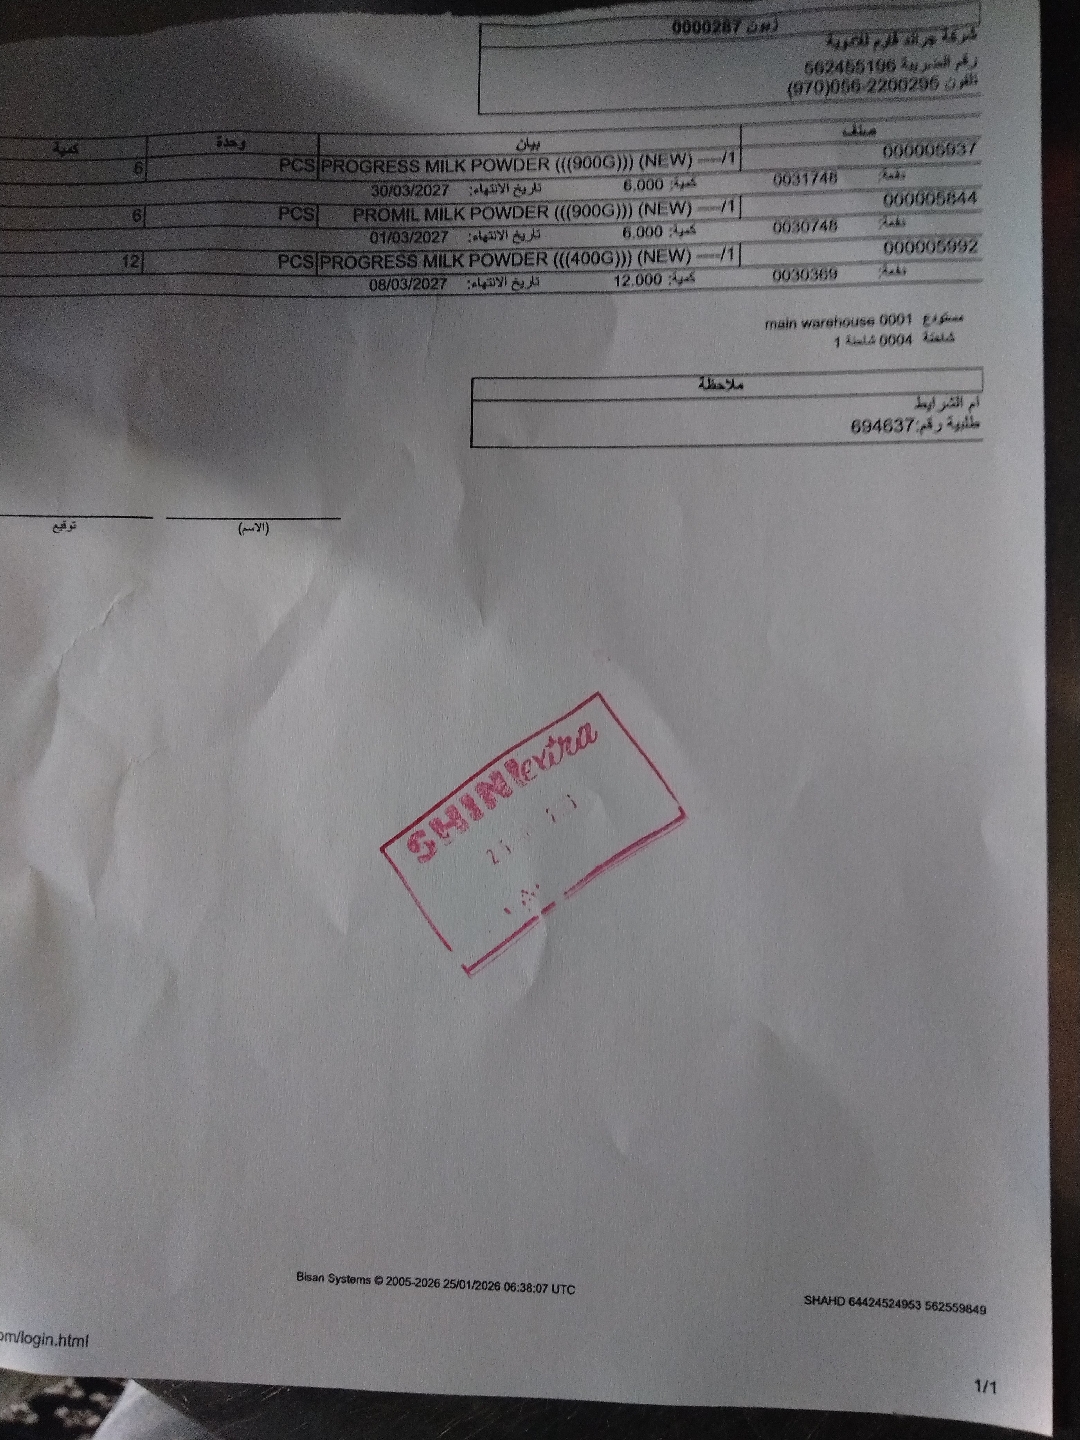 زبون 0000287
شركة جراند فارم للادوية
رقم الضريبة 562455196
تلفون 2200296-056(970)
صنف بيان وحدة كمية
000005937 PROGRESS MILK POWDER (((900G))) (NEW) ----/1 PCS 6
دفعة: 0031748 كمية: 6.000 تاريخ الانتهاء: 30/03/2027
000005844 PROMIL MILK POWDER (((900G))) (NEW) ----/1 PCS 6
دفعة: 0030748 كمية: 6.000 تاريخ الانتهاء: 01/03/2027
000005992 PROGRESS MILK POWDER (((400G))) (NEW) ----/1 PCS 12
دفعة: 0030369 كمية: 12.000 تاريخ الانتهاء: 08/03/2027
مستودع 0001 main warehouse
شاحنة 0004 شاحنة 1
ملاحظة
ام الشرايط
طلبية رقم:694637
(الاسم) توقيع
SHINI extra
Bisan Systems © 2005-2026 25/01/2026 06:38:07 UTC
SHAHD 64424524953 562559849
om/login.html
1/1